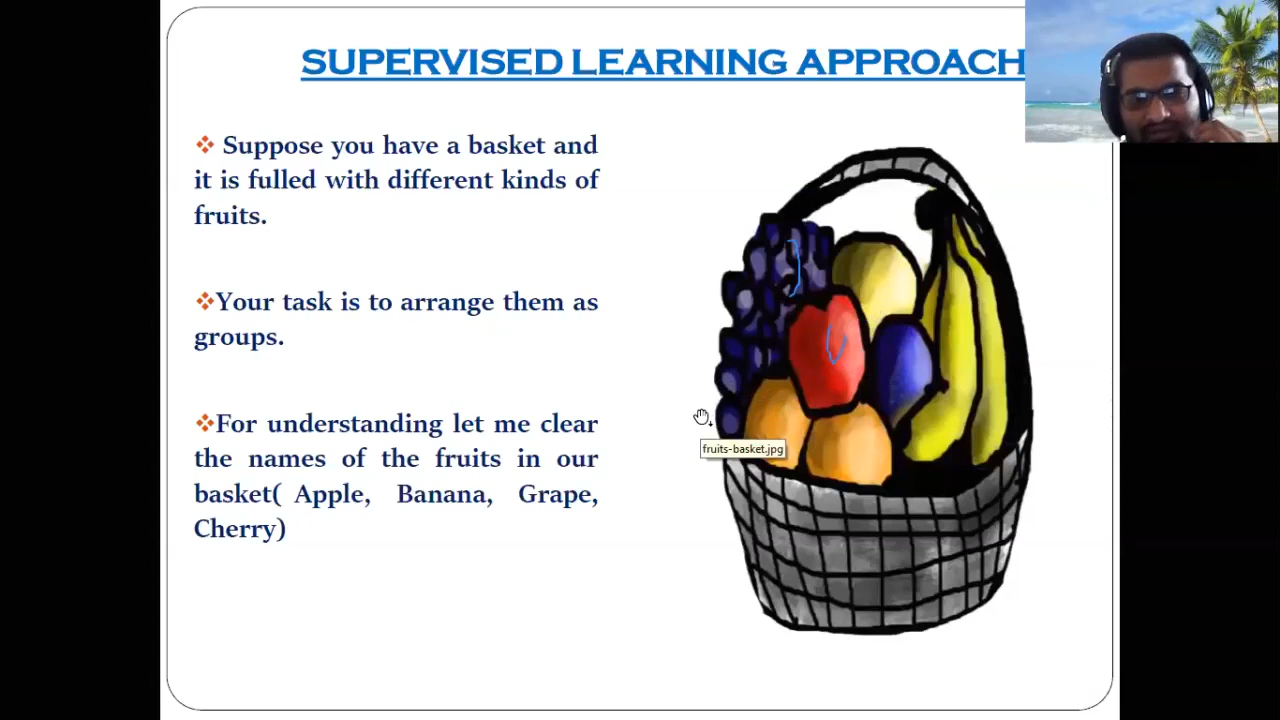 SUPERVISED LEARNING APPROACH
Suppose you have a basket and
it is fulled with different kinds of
fruits.
Your task is to arrange them as
groups.
For understanding let me clear
the names of the fruits in our
basket( Apple, Banana, Grape,
Cherry)
fruits-basket.jpg